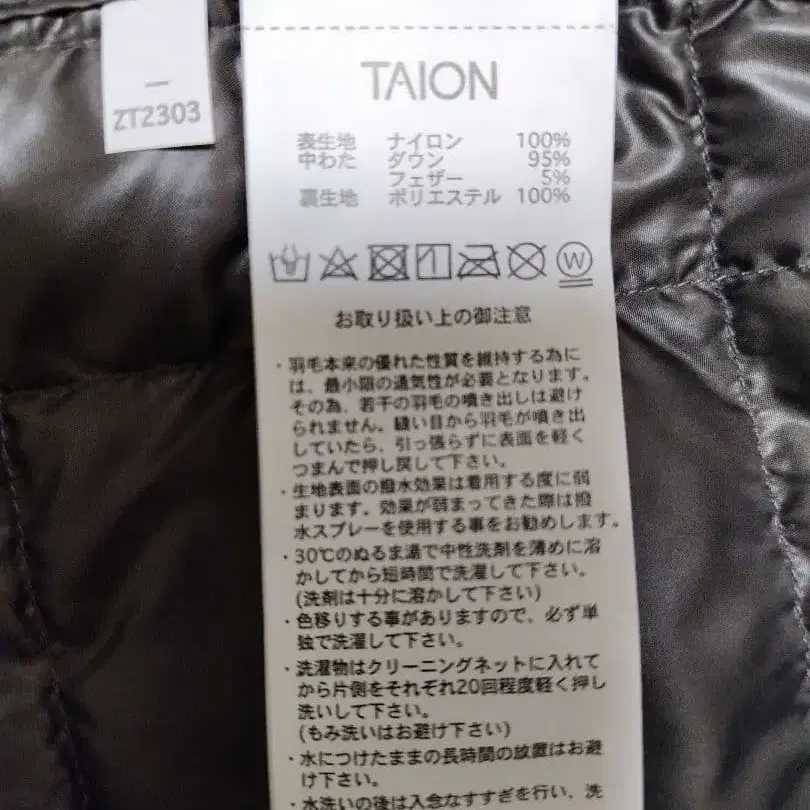 ZT2303
TAION
表生地 ナイロン 100%
中わた ダウン 95%
フェザー 5%
裏生地 ポリエステル 100%
W
お取り扱い上の御注意
・羽毛本来の優れた性質を維持する為に
は、最小限の通気性が必要となります。
その為、若干の羽毛の噴き出しは避け
られません。縫い目から羽毛が噴き出
していたら、引っ張らずに表面を軽く
つまんで押し戻して下さい。
・生地表面の撥水効果は着用する度に弱
まります。効果が弱まってきた際は撥
水スプレーを使用する事をお勧めします。
・30℃のぬるま湯で中性洗剤を薄めに溶
かしてから短時間で洗濯して下さい。
(洗剤は十分に溶かして下さい)
・色移りする事がありますので、必ず単
独で洗濯して下さい。
・洗濯物はクリーニングネットに入れて
から片側をそれぞれ20回程度軽く押し
洗いして下さい。
(もみ洗いはお避け下さい)
・水につけたままの長時間の放置はお避
け下さい。
・水洗いの後は入念なすすぎを行い、洗